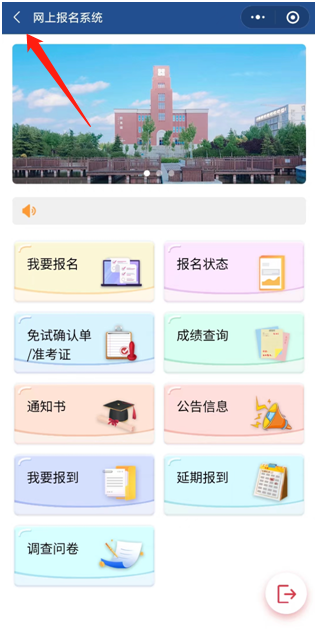 网上报名系统
我要报名
报名状态
免试确认单
/准考证
成绩查询
通知书
公告信息
我要报到
延期报到
调查问卷